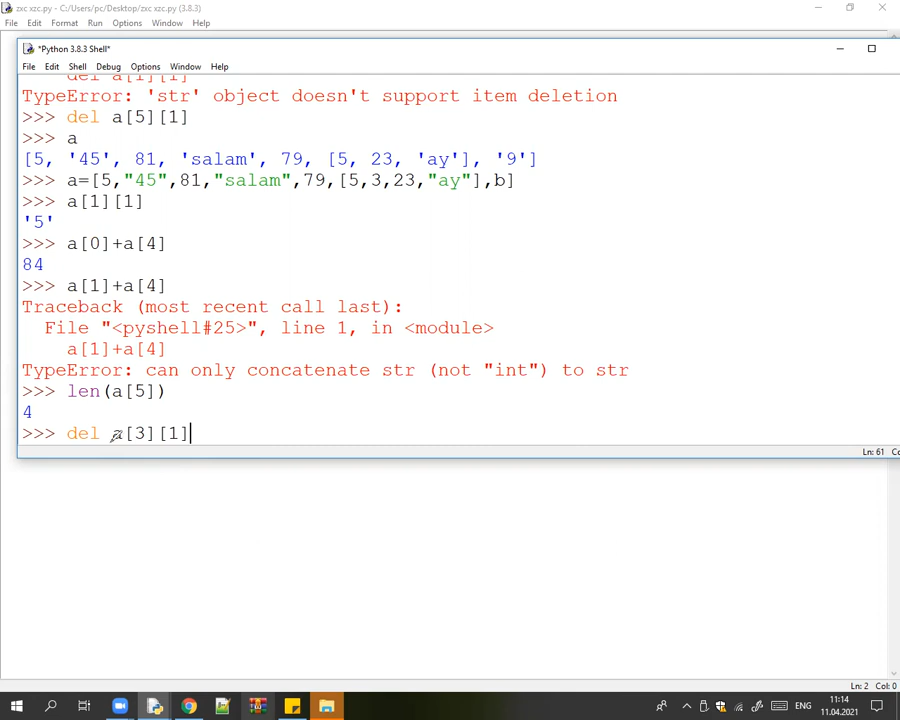 zxc xzc.py - C:/Users/pc/Desktop/zxc xzc.py (3.8.3)
File Edit Format Run Options Window Help
*Python 3.8.3 Shell*
File Edit Shell Debug Options Window Help
del a[1][1]
TypeError: 'str' object doesn't support item deletion
>>> del a[5][1]
>>> a
[5, '45', 81, 'salam', 79, [5, 23, 'ay'], '9']
>>> a=[5,"45",81,"salam",79,[5,3,23,"ay"],b]
>>> a[1][1]
'5'
>>> a[0]+a[4]
84
>>> a[1]+a[4]
Traceback (most recent call last):
File "<pyshell#25>", line 1, in <module>
a[1]+a[4]
TypeError: can only concatenate str (not "int") to str
>>> len(a[5])
4
>>> del a[3][1]
Ln: 61 Co
Ln: 2 Col: 0
ENG
11:14
11.04.2021